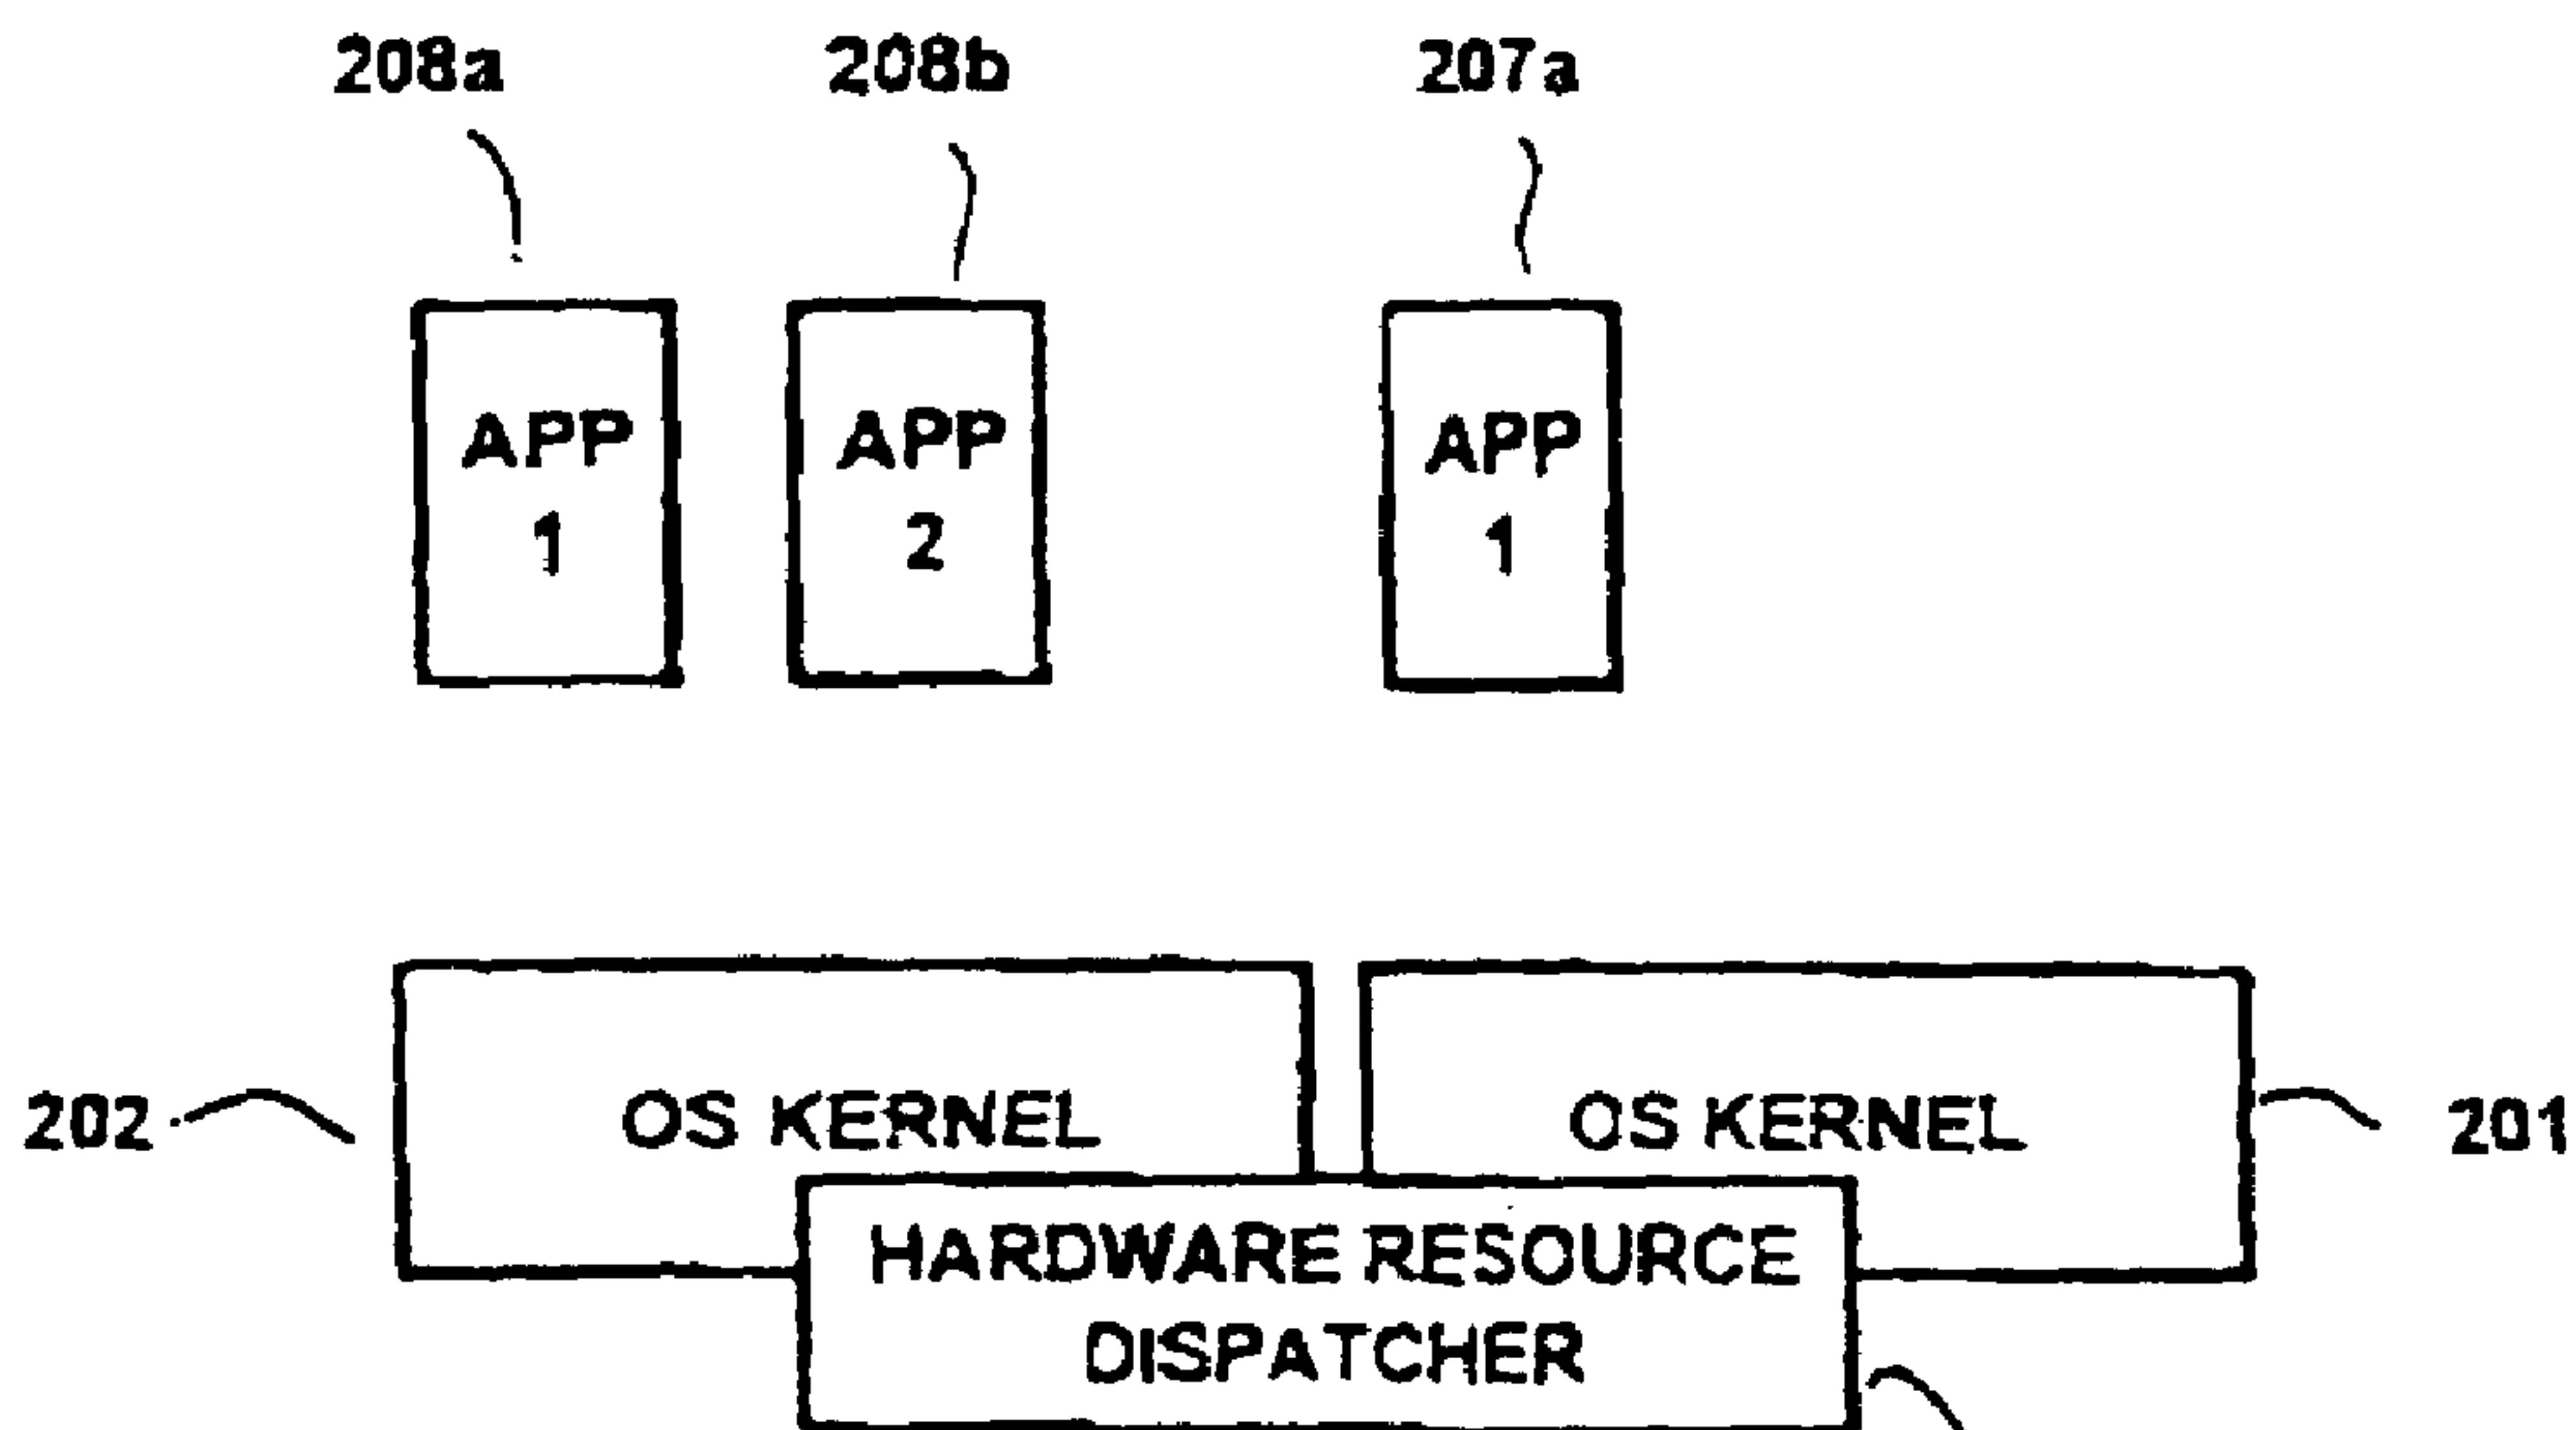 208a 208b 207a
APP
1
APP
2
APP
1
202 OS KERNEL OS KERNEL 201
HARDWARE RESOURCE
DISPATCHER